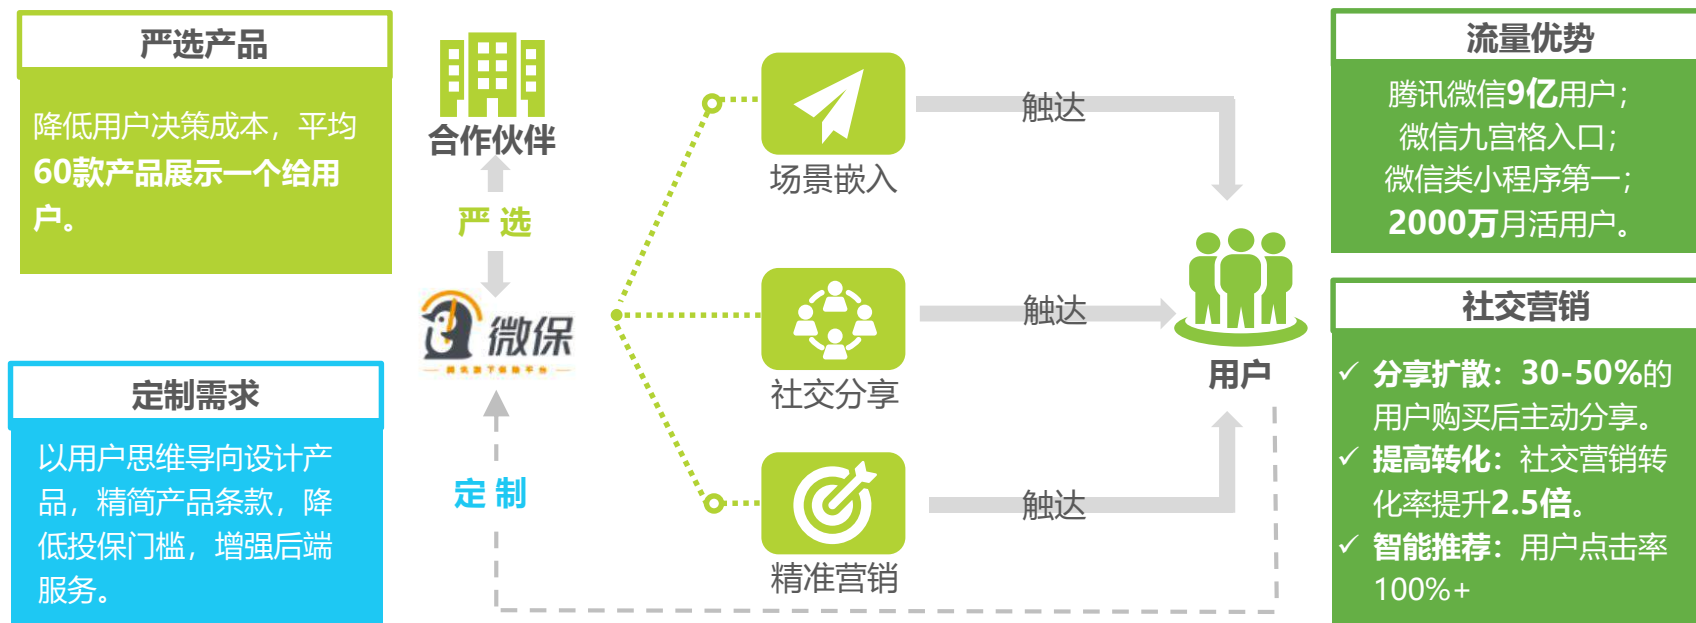 严选产品
降低用户决策成本，平均
60款产品展示一个给用
户。
定制需求
以用户思维导向设计产
品，精简产品条款，降
低投保门槛，增强后端
服务。
合作伙伴
严选
微保
腾讯旗下保险平台
定制
场景嵌入
社交分享
精准营销
触达
触达
触达
用户
流量优势
腾讯微信9亿用户；
微信九宫格入口；
微信类小程序第一；
2000万月活用户。
社交营销
✓ 分享扩散：30-50%的
用户购买后主动分享。
✓ 提高转化：社交营销转
化率提升2.5倍。
✓ 智能推荐：用户点击率
100%+